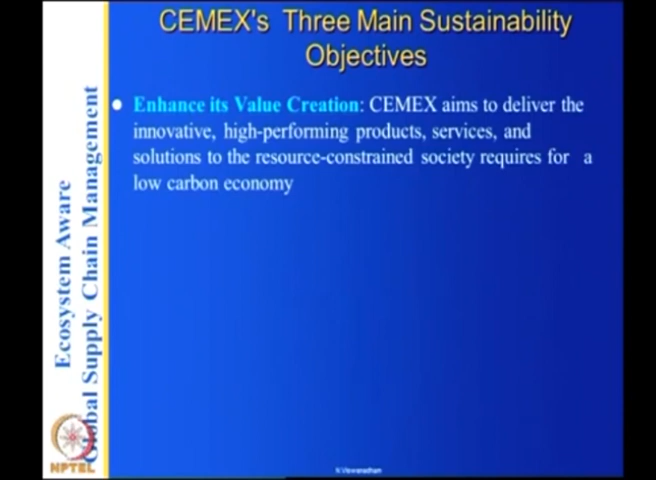 CEMEX's Three Main Sustainability
Objectives
Enhance its Value Creation: CEMEX aims to deliver the
innovative, high-performing products, services, and
solutions to the resource-constrained society requires for a
low carbon economy
Ecosystem Aware
Global Supply Chain Management
NPTEL
N.Viswanadham